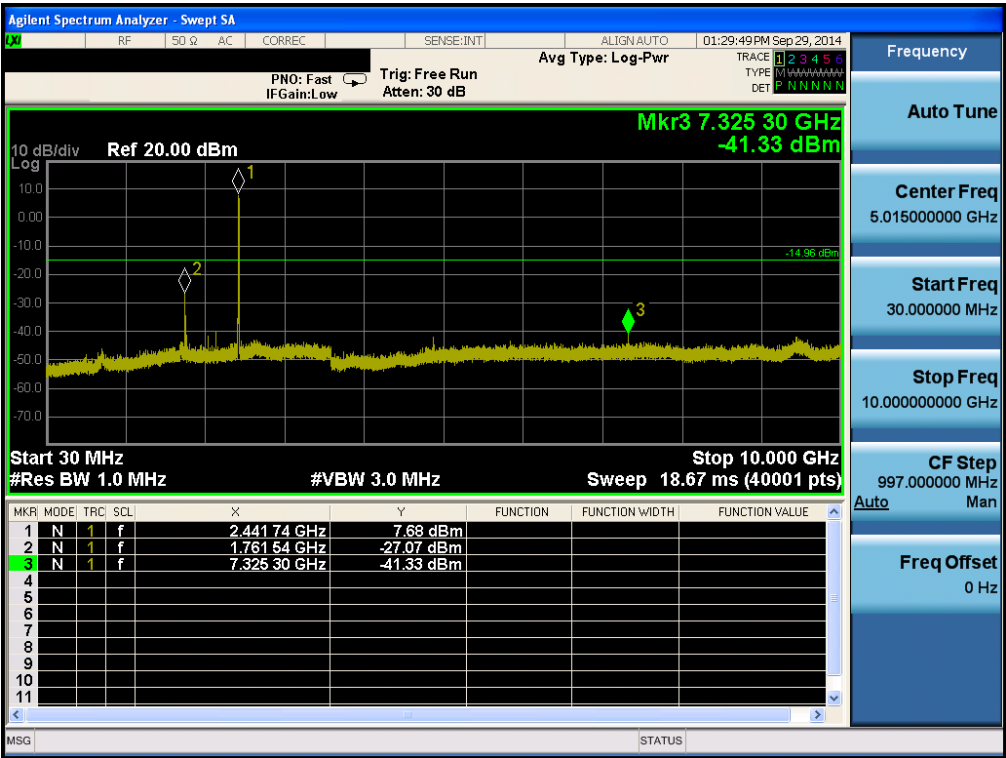 Agilent Spectrum Analyzer - Swept SA
LXI RF 50 Ω AC CORREC SENSE:INT ALIGN AUTO 01:29:49 PM Sep 29, 2014
Frequency
Avg Type: Log-Pwr TRACE 1 2 3 4 5 6
PNO: Fast Trig: Free Run TYPE M WWWWW
IFGain:Low Atten: 30 dB DET P N N N N N
Auto Tune
Mkr3 7.325 30 GHz
10 dB/div Ref 20.00 dBm -41.33 dBm
Log
1
10.0
0.00
-10.0
-14.96 dBm
-20.0
2
-30.0
3
-40.0
-50.0
-60.0
-70.0
Center Freq
5.015000000 GHz
Start Freq
30.000000 MHz
Stop Freq
10.000000000 GHz
Start 30 MHz Stop 10.000 GHz
#Res BW 1.0 MHz #VBW 3.0 MHz Sweep 18.67 ms (40001 pts)
CF Step
997.000000 MHz
Auto Man
MKR MODE TRC SCL X Y FUNCTION FUNCTION WIDTH FUNCTION VALUE
1 N 1 f 2.441 74 GHz 7.68 dBm
2 N 1 f 1.761 54 GHz -27.07 dBm
3 N 1 f 7.325 30 GHz -41.33 dBm
4
5
6
7
8
9
10
11
Freq Offset
0 Hz
MSG STATUS